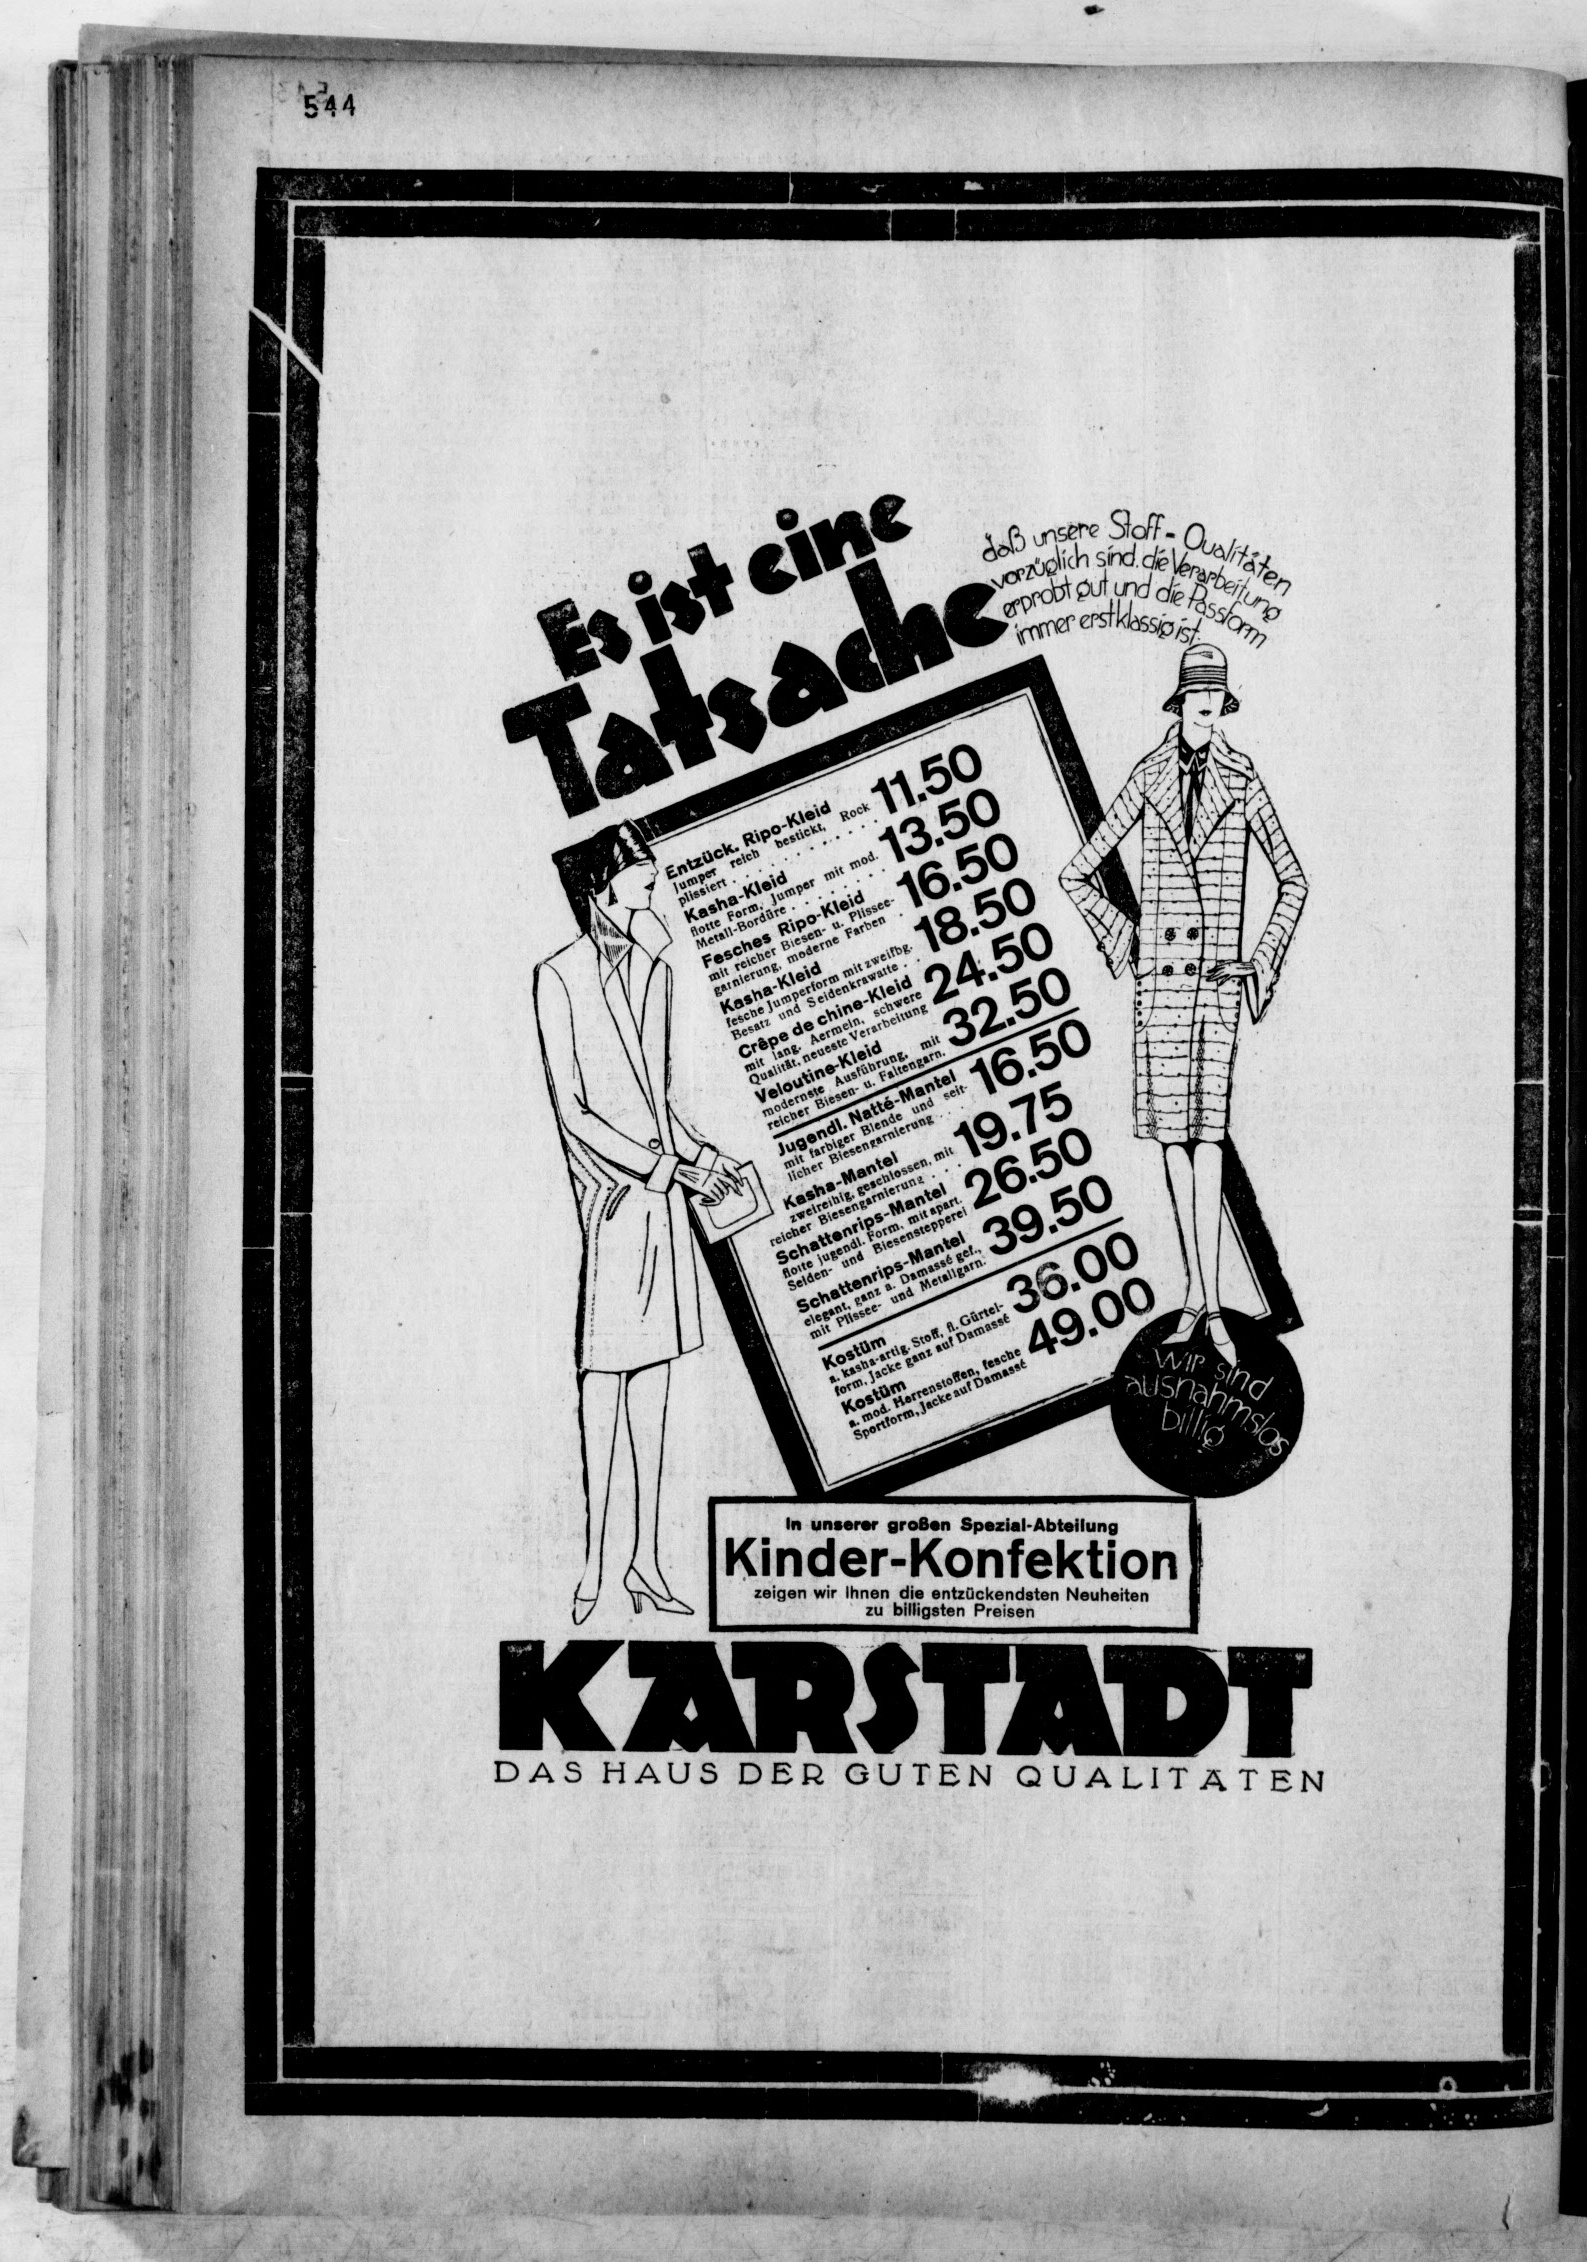 544
Es ist eine
Tatsache
daß unsere Stoff-Qualitäten
vorzüglich sind, die Verarbeitung
erprobt gut und die Passform
immer erstklassig ist.
Entzück. Ripo-Kleid
Jumper reich bestickt, Rock
plissiert . . . . . . . . . 11.50
Kasha-Kleid
flotte Form, Jumper mit mod.
Metall-Bordüre . . . . . . . 13.50
Fesches Ripo-Kleid
mit reicher Biesen- u. Plissee-
garnierung, moderne Farben . 16.50
Kasha-Kleid
fesche Jumperform mit zweifbg.
Besatz und Seidenkrawatte . . 18.50
Crêpe de chine-Kleid
mit lang. Aermeln, schwere
Qualität, neueste Verarbeitung 24.50
Veloutine-Kleid
modernste Ausführung, mit
reicher Biesen- u. Faltengarn. 32.50
Jugendl. Natté-Mantel
mit farbiger Blende und seit-
licher Biesengarnierung . . . 16.50
Kasha-Mantel
zweireihig, geschlossen, mit
reicher Biesengarnierung . . . 19.75
Schattenrips-Mantel
flotte jugendl. Form, mit apart.
Seiden- und Biesenstepperei 26.50
Schattenrips-Mantel
elegant, ganz a. Damassé gef.,
mit Plissee- und Metallgarn. 39.50
Kostüm
a. kasha-artig. Stoff, fl. Gürtel-
form, Jacke ganz auf Damassé 36.00
Kostüm
a. mod. Herrenstoffen, fesche
Sportform, Jacke auf Damassé 49.00
Wir sind
ausnahmslos
billig
In unserer großen Spezial-Abteilung
Kinder-Konfektion
zeigen wir Ihnen die entzückendsten Neuheiten
zu billigsten Preisen
KARSTADT
DAS HAUS DER GUTEN QUALITÄTEN